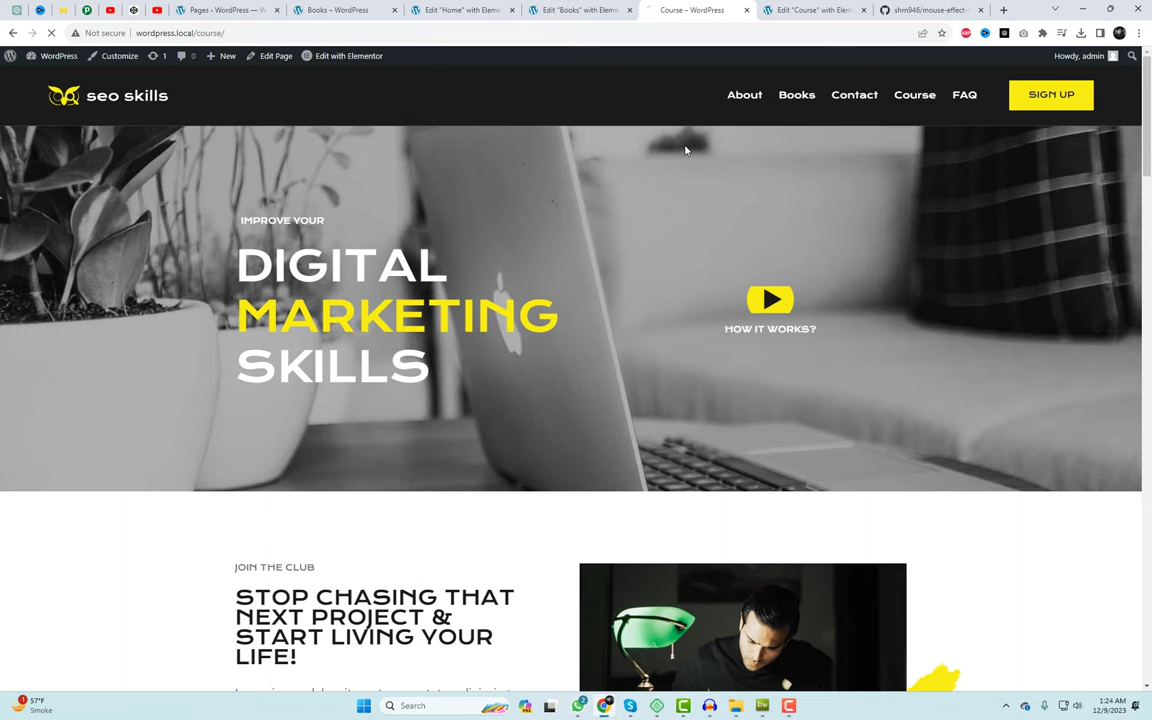 Pages ‹ WordPress — W
Books – WordPress
Edit "Home" with Eleme
Edit "Books" with Eleme
Course – WordPress
Edit "Course" with Elem
shrn946/mouse-effect-
Not secure
wordpress.local/course/
WordPress
Customize
1
0
New
Edit Page
Edit with Elementor
Howdy, admin
seo skills
About
Books
Contact
Course
FAQ
SIGN UP
IMPROVE YOUR
DIGITAL
MARKETING
SKILLS
HOW IT WORKS?
JOIN THE CLUB
STOP CHASING THAT
NEXT PROJECT &
START LIVING YOUR
LIFE!
57°F
Smoke
Search
1:24 AM
12/9/2023